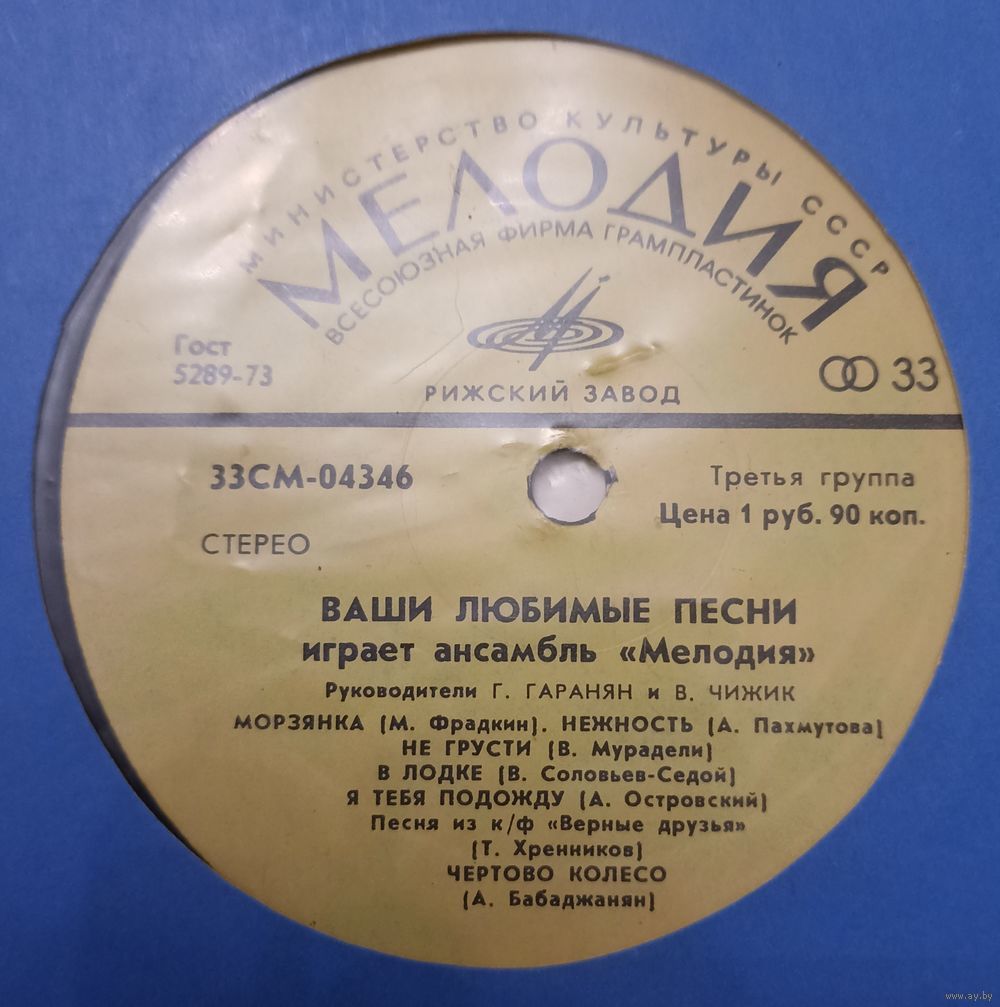 МИНИСТЕРСТВО КУЛЬТУРЫ СССР
МЕЛОДИЯ
ВСЕСОЮЗНАЯ ФИРМА ГРАМПЛАСТИНОК
Гост
5289-73
РИЖСКИЙ ЗАВОД
33
33СМ-04346
Третья группа
Цена 1 руб. 90 коп.
СТЕРЕО
ВАШИ ЛЮБИМЫЕ ПЕСНИ
играет ансамбль «Мелодия»
Руководители Г. ГАРАНЯН и В. ЧИЖИК
МОРЗЯНКА (М. Фрадкин). НЕЖНОСТЬ (А. Пахмутова)
НЕ ГРУСТИ (В. Мурадели)
В ЛОДКЕ (В. Соловьев-Седой)
Я ТЕБЯ ПОДОЖДУ (А. Островский)
Песня из к/ф «Верные друзья»
(Т. Хренников)
ЧЕРТОВО КОЛЕСО
(А. Бабаджанян)
www.ay.by